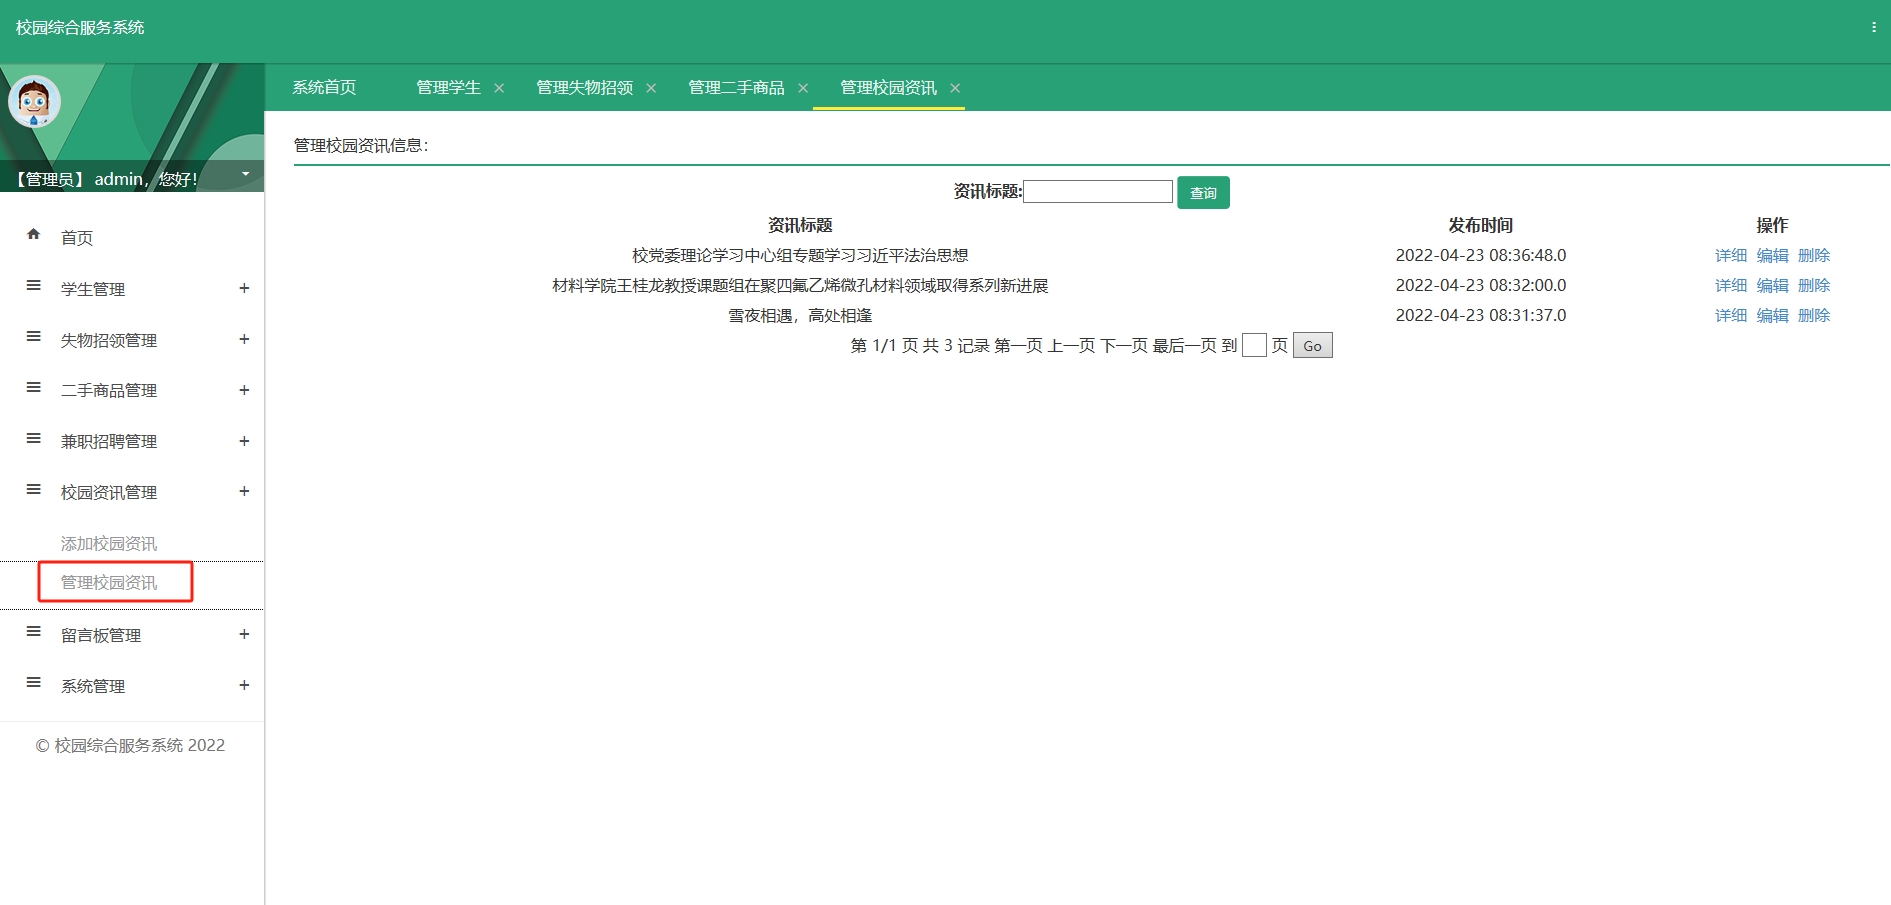 校园综合服务系统
【管理员】 admin，您好！
系统首页 管理学生 管理失物招领 管理二手商品 管理校园资讯
首页
学生管理
失物招领管理
二手商品管理
兼职招聘管理
校园资讯管理
添加校园资讯
管理校园资讯
留言板管理
系统管理
© 校园综合服务系统 2022
管理校园资讯信息：
资讯标题: 查询
资讯标题 发布时间 操作
校党委理论学习中心组专题学习习近平法治思想 2022-04-23 08:36:48.0 详细 编辑 删除
材料学院王桂龙教授课题组在聚四氟乙烯微孔材料领域取得系列新进展 2022-04-23 08:32:00.0 详细 编辑 删除
雪夜相遇，高处相逢 2022-04-23 08:31:37.0 详细 编辑 删除
第 1/1 页 共 3 记录 第一页 上一页 下一页 最后一页 到 页 Go